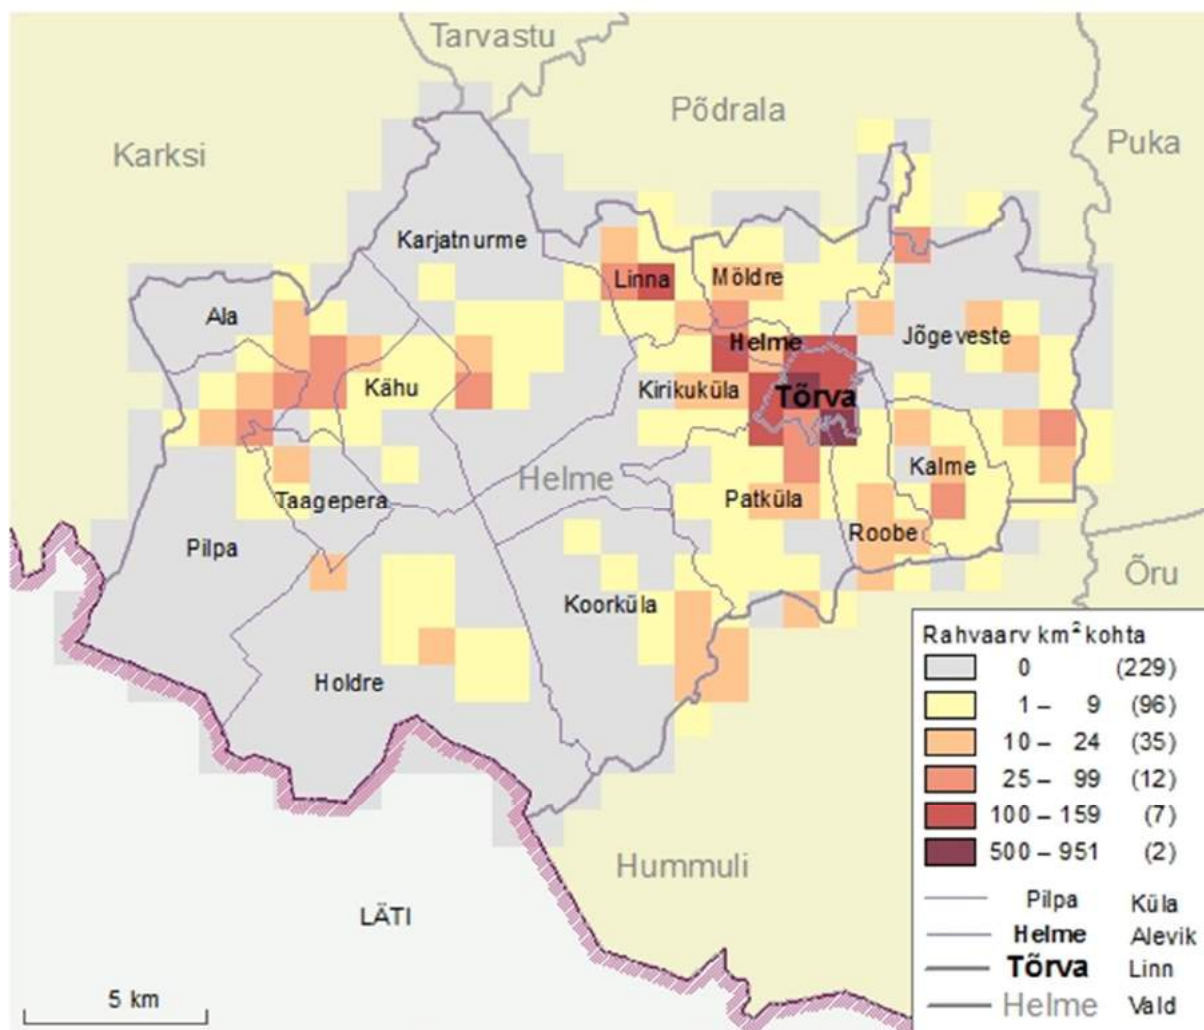 Tarvastu
Põdrala
Karksi
Puka
Karjatnurme
Linna
Möldre
Ala
Helme
Jõgeveste
Kähu
Kirikuküla
Tõrva
Helme
Kalme
Taagepera
Patküla
Roobe
Pilpa
Õru
Koorküla
Holdre
Hummuli
LÄTI
5 km
Rahvaarv km² kohta
0 (229)
1 – 9 (96)
10 – 24 (35)
25 – 99 (12)
100 – 159 (7)
500 – 951 (2)
Pilpa Küla
Helme Alevik
Tõrva Linn
Helme Vald